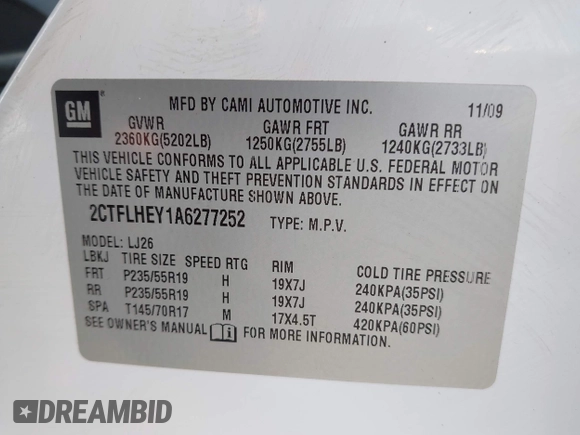 GM
MFD BY CAMI AUTOMOTIVE INC. 11/09
GVWR GAWR FRT GAWR RR
2360KG(5202LB) 1250KG(2755LB) 1240KG(2733LB)
THIS VEHICLE CONFORMS TO ALL APPLICABLE U.S. FEDERAL MOTOR
VEHICLE SAFETY AND THEFT PREVENTION STANDARDS IN EFFECT ON
THE DATE OF MANUFACTURE SHOWN ABOVE.
2CTFLHEY1A6277252 TYPE: M.P.V.
MODEL: LJ26
LBKJ TIRE SIZE SPEED RTG RIM COLD TIRE PRESSURE
FRT P235/55R19 H 19X7J 240KPA(35PSI)
RR P235/55R19 H 19X7J 240KPA(35PSI)
SPA T145/70R17 M 17X4.5T 420KPA(60PSI)
SEE OWNER'S MANUAL FOR MORE INFORMATION.
DREAMBID